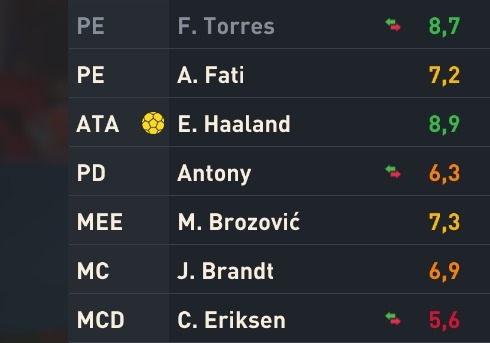 PE F. Torres 8,7
PE A. Fati 7,2
ATA E. Haaland 8,9
PD Antony 6,3
MEE M. Brozović 7,3
MC J. Brandt 6,9
MCD C. Eriksen 5,6